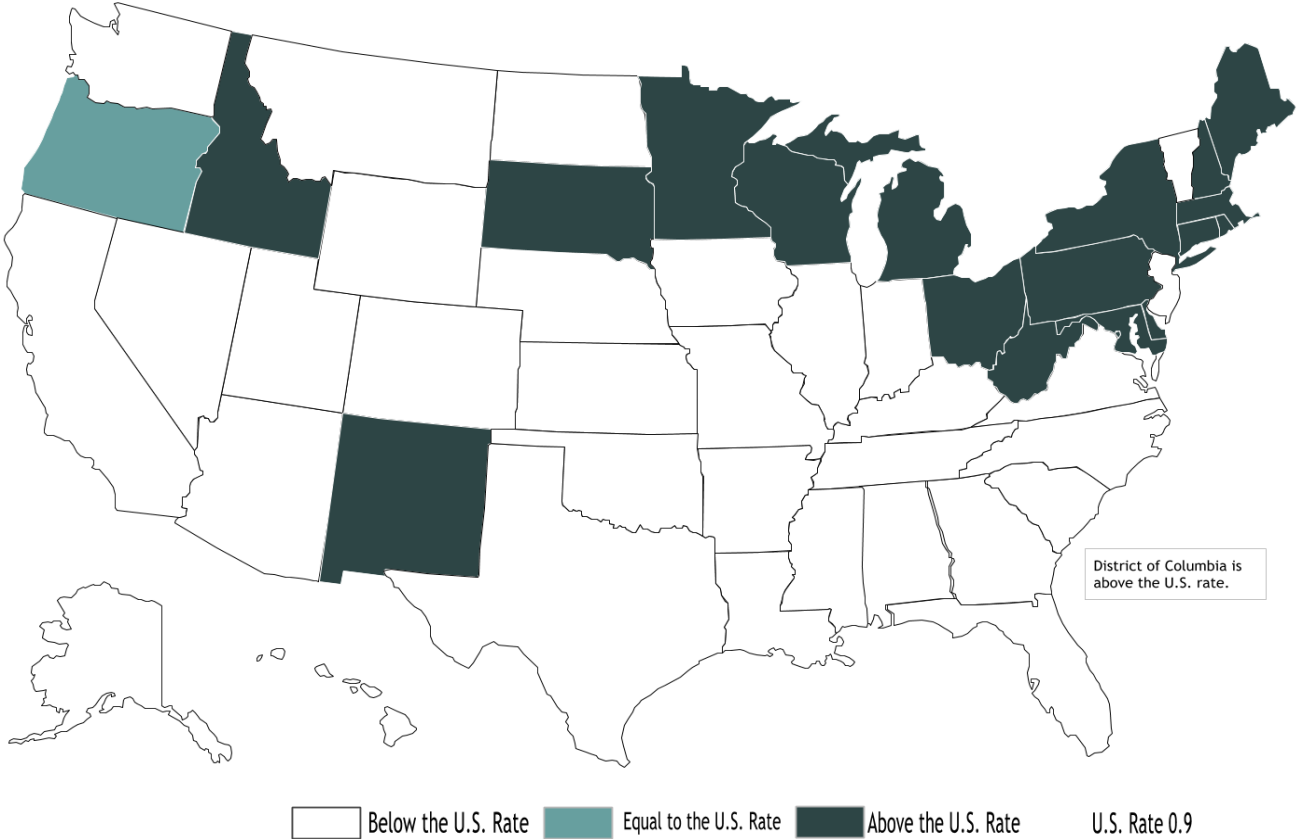 District of Columbia is
above the U.S. rate.
Below the U.S. Rate
Equal to the U.S. Rate
Above the U.S. Rate
U.S. Rate 0.9